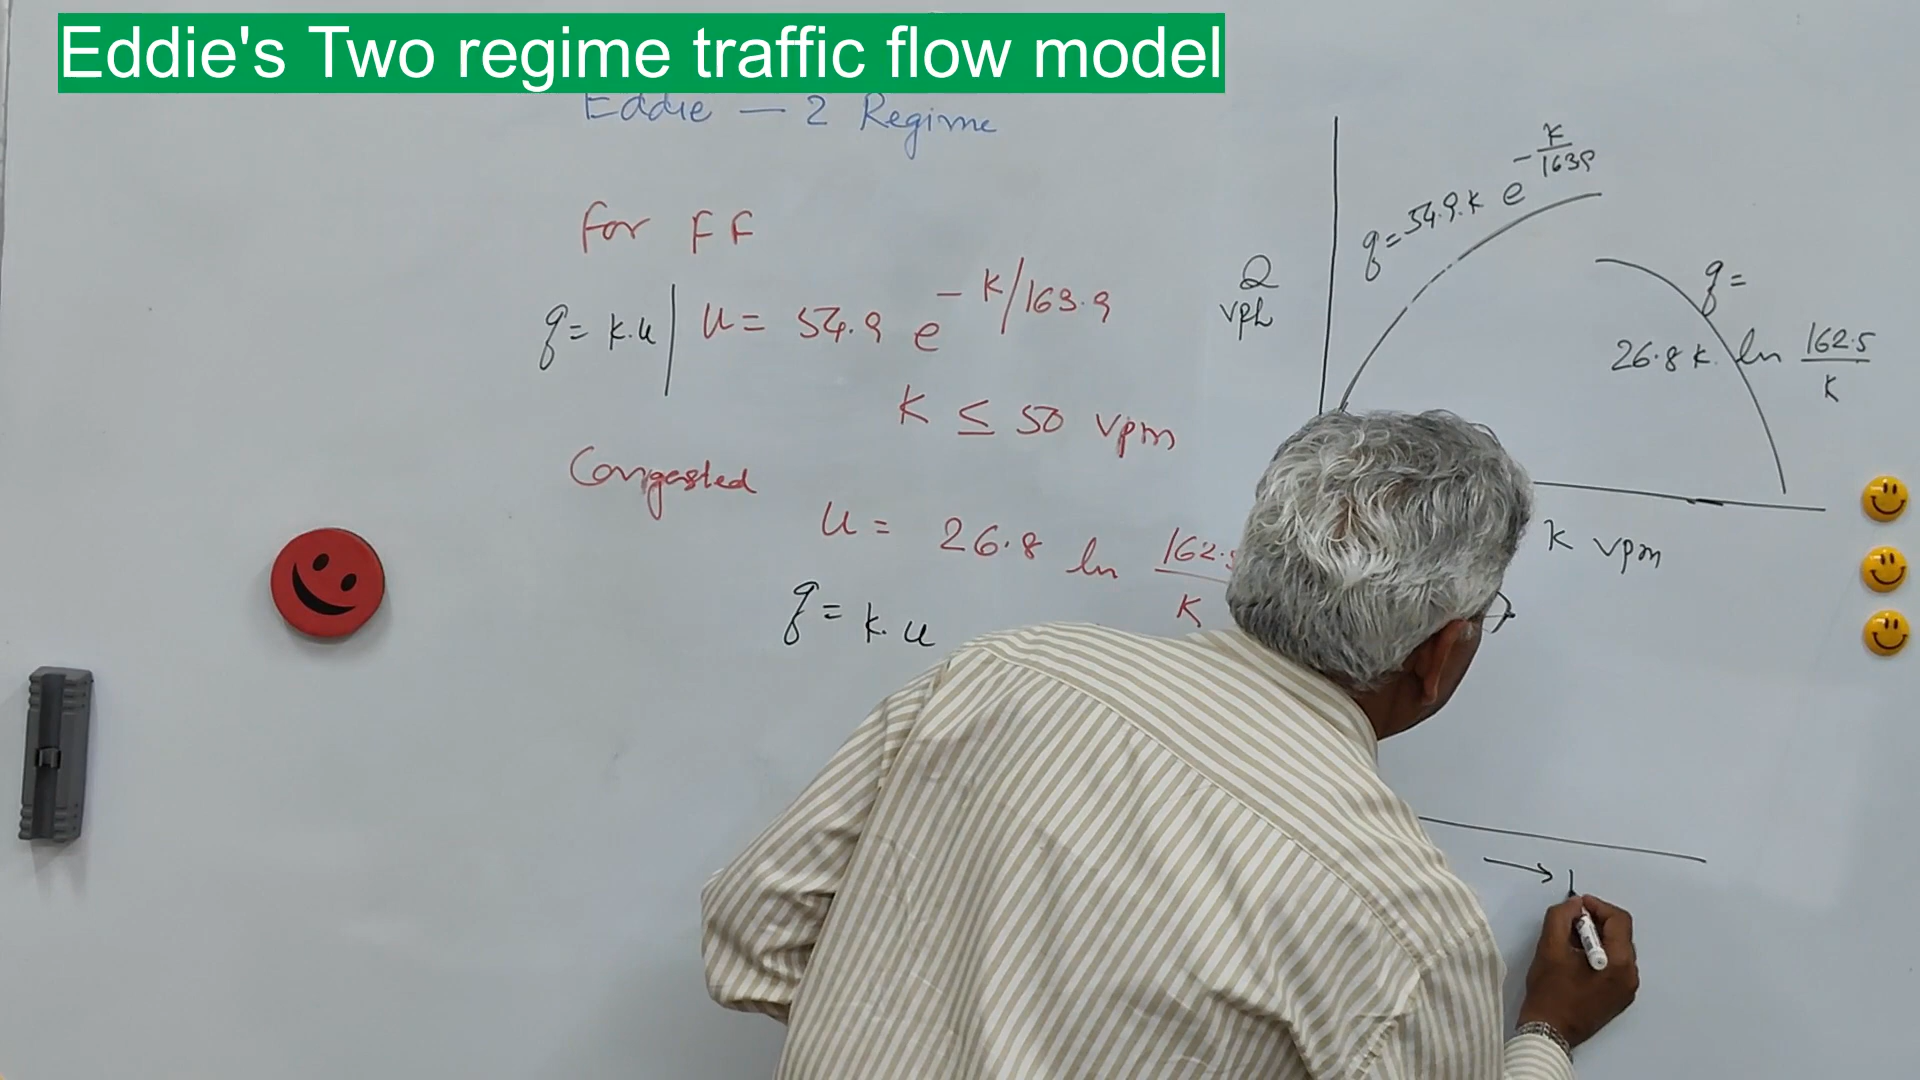 Eddie's Two regime traffic flow model
Eddie — 2 Regime
for FF
q = k.u | u = 54.9 e^{- k/163.9}
K ≤ 50 vpm
Congested
u = 26.8 ln 162.5/K
q = k.u
Q
vph
q = 54.9.k e^{-k/163.9}
q =
26.8 k. ln 162.5/k
k vpm